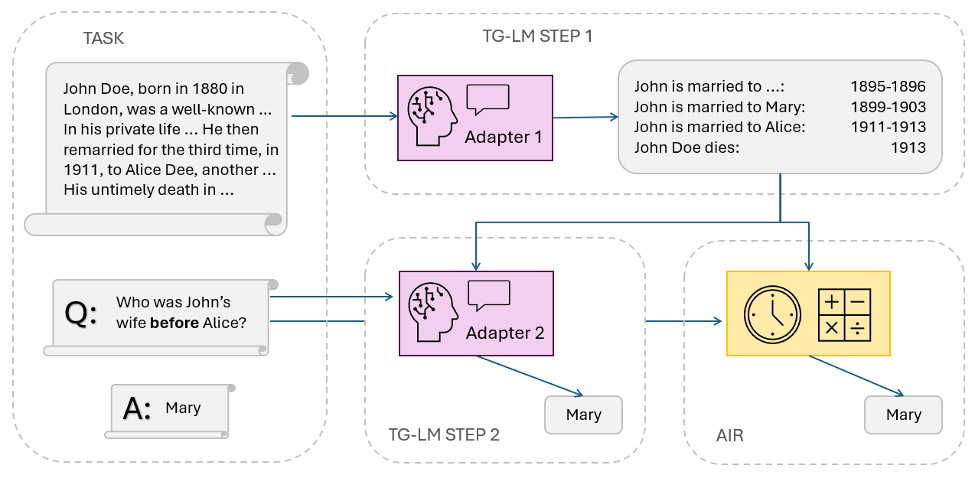 TASK
John Doe, born in 1880 in
London, was a well-known ...
In his private life ... He then
remarried for the third time, in
1911, to Alice Dee, another ...
His untimely death in ...
Q: Who was John's
wife before Alice?
A: Mary
TG-LM STEP 1
Adapter 1
John is married to ...: 1895-1896
John is married to Mary: 1899-1903
John is married to Alice: 1911-1913
John Doe dies: 1913
Adapter 2
Mary
TG-LM STEP 2
+ −
× ÷
Mary
AIR